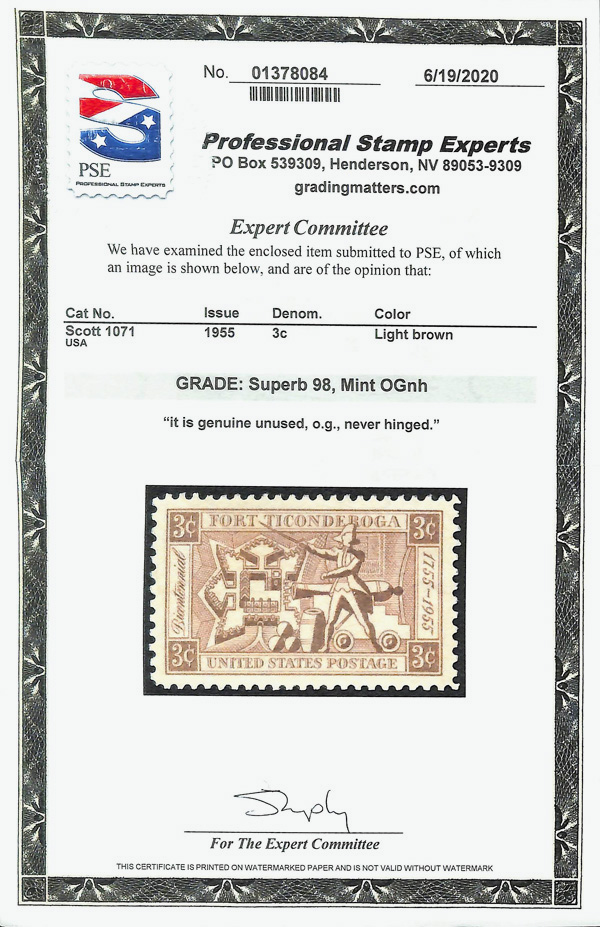 No. 01378084
6/19/2020
PSE
PROFESSIONAL STAMP EXPERTS
Professional Stamp Experts
PO Box 539309, Henderson, NV 89053-9309
gradingmatters.com
Expert Committee
We have examined the enclosed item submitted to PSE, of which
an image is shown below, and are of the opinion that:
Cat No. Issue Denom. Color
Scott 1071 1955 3c Light brown
USA
GRADE: Superb 98, Mint OGnh
“it is genuine unused, o.g., never hinged.”
3¢ FORT TICONDEROGA 3¢
Bicentennial
1755-1955
3¢ UNITED STATES POSTAGE 3¢
For The Expert Committee
THIS CERTIFICATE IS PRINTED ON WATERMARKED PAPER AND IS NOT VALID WITHOUT WATERMARK